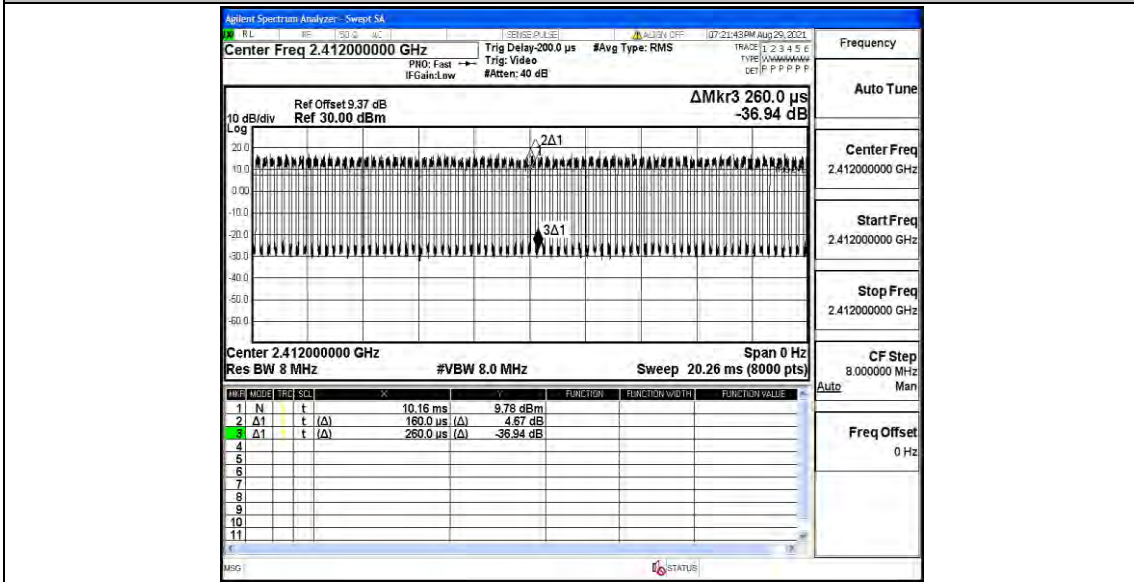 Agilent Spectrum Analyzer - Swept SA
RL RF 50 Ω AC SENSE:PULSE ALIGN OFF 07:21:43PM Aug 29, 2021
Center Freq 2.412000000 GHz
PNO: Fast
IFGain:Low
Trig Delay-200.0 µs
Trig: Video
#Atten: 40 dB
#Avg Type: RMS
TRACE 1 2 3 4 5 6
TYPE
DET P P P P P P
Ref Offset 9.37 dB
10 dB/div Ref 30.00 dBm
ΔMkr3 260.0 µs
-36.94 dB
Log
20.0
10.0
0.00
-10.0
-20.0
-30.0
-40.0
-50.0
-60.0
2Δ1
3Δ1
Center 2.412000000 GHz Span 0 Hz
Res BW 8 MHz #VBW 8.0 MHz Sweep 20.26 ms (8000 pts)
MKR MODE TRC SCL X Y FUNCTION FUNCTION WIDTH FUNCTION VALUE
1 N t 10.16 ms 9.78 dBm
2 Δ1 t (Δ) 160.0 µs (Δ) 4.67 dB
3 Δ1 t (Δ) 260.0 µs (Δ) -36.94 dB
4
5
6
7
8
9
10
11
MSG STATUS
Frequency
Auto Tune
Center Freq
2.412000000 GHz
Start Freq
2.412000000 GHz
Stop Freq
2.412000000 GHz
CF Step
8.000000 MHz
Auto Man
Freq Offset
0 Hz